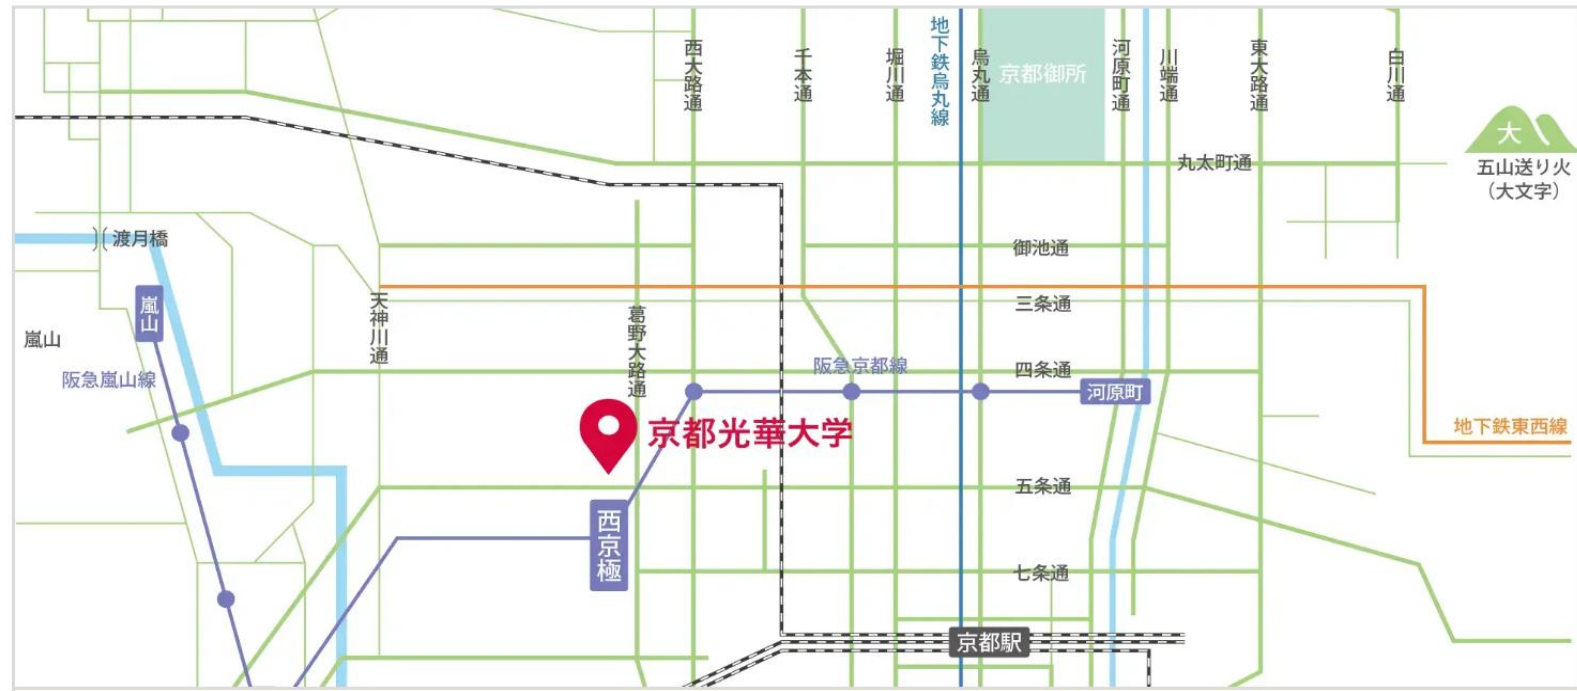 西大路通
千本通
堀川通
地下鉄烏丸線
烏丸通
京都御所
河原町通
川端通
東大路通
白川通
大
五山送り火
（大文字）
丸太町通
渡月橋
御池通
嵐山
天神川通
葛野大路通
三条通
嵐山
阪急嵐山線
阪急京都線
四条通
河原町
京都光華大学
地下鉄東西線
五条通
西京極
七条通
京都駅